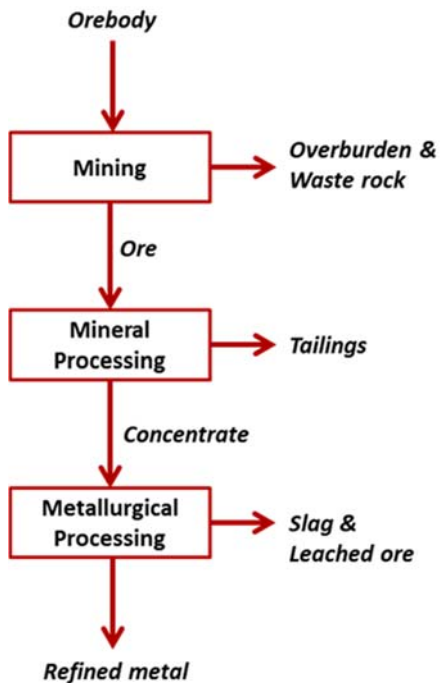 Orebody
Mining
Overburden &
Waste rock
Ore
Mineral
Processing
Tailings
Concentrate
Metallurgical
Processing
Slag &
Leached ore
Refined metal